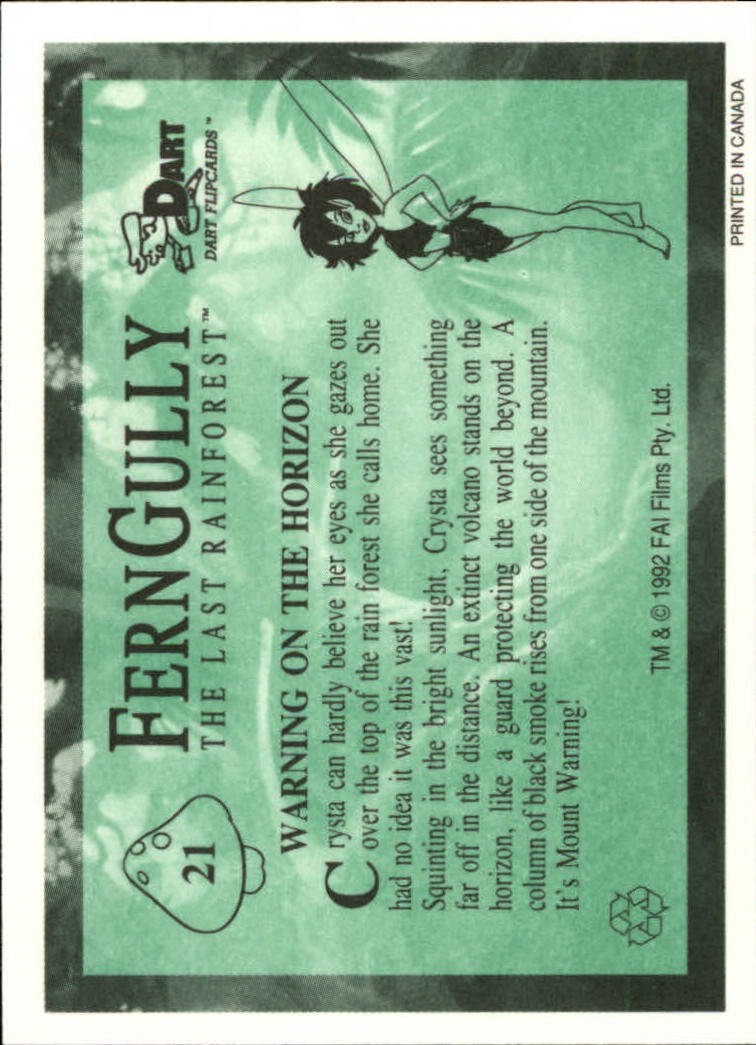 21
FERNGULLY
THE LAST RAINFOREST™
DART
DART FLIPCARDS™
WARNING ON THE HORIZON
Crysta can hardly believe her eyes as she gazes out
over the top of the rain forest she calls home. She
had no idea it was this vast!
Squinting in the bright sunlight, Crysta sees something
far off in the distance. An extinct volcano stands on the
horizon, like a guard protecting the world beyond. A
column of black smoke rises from one side of the mountain.
It's Mount Warning!
TM & © 1992 FAI Films Pty. Ltd.
PRINTED IN CANADA